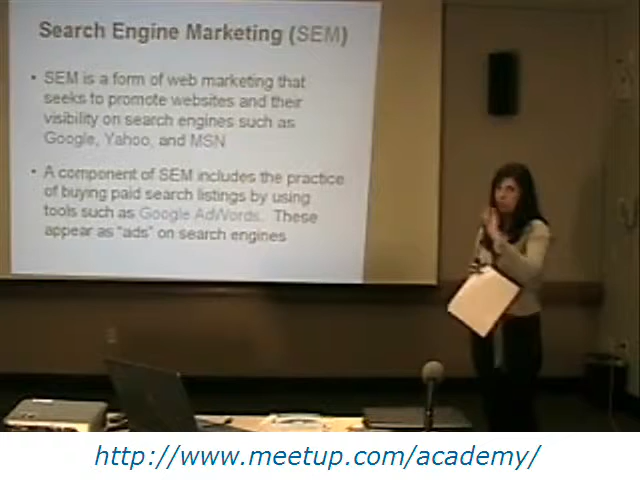 Search Engine Marketing (SEM)
• SEM is a form of web marketing that
seeks to promote websites and their
visibility on search engines such as
Google, Yahoo, and MSN
• A component of SEM includes the practice
of buying paid search listings by using
tools such as Google AdWords. These
appear as "ads" on search engines
http://www.meetup.com/academy/